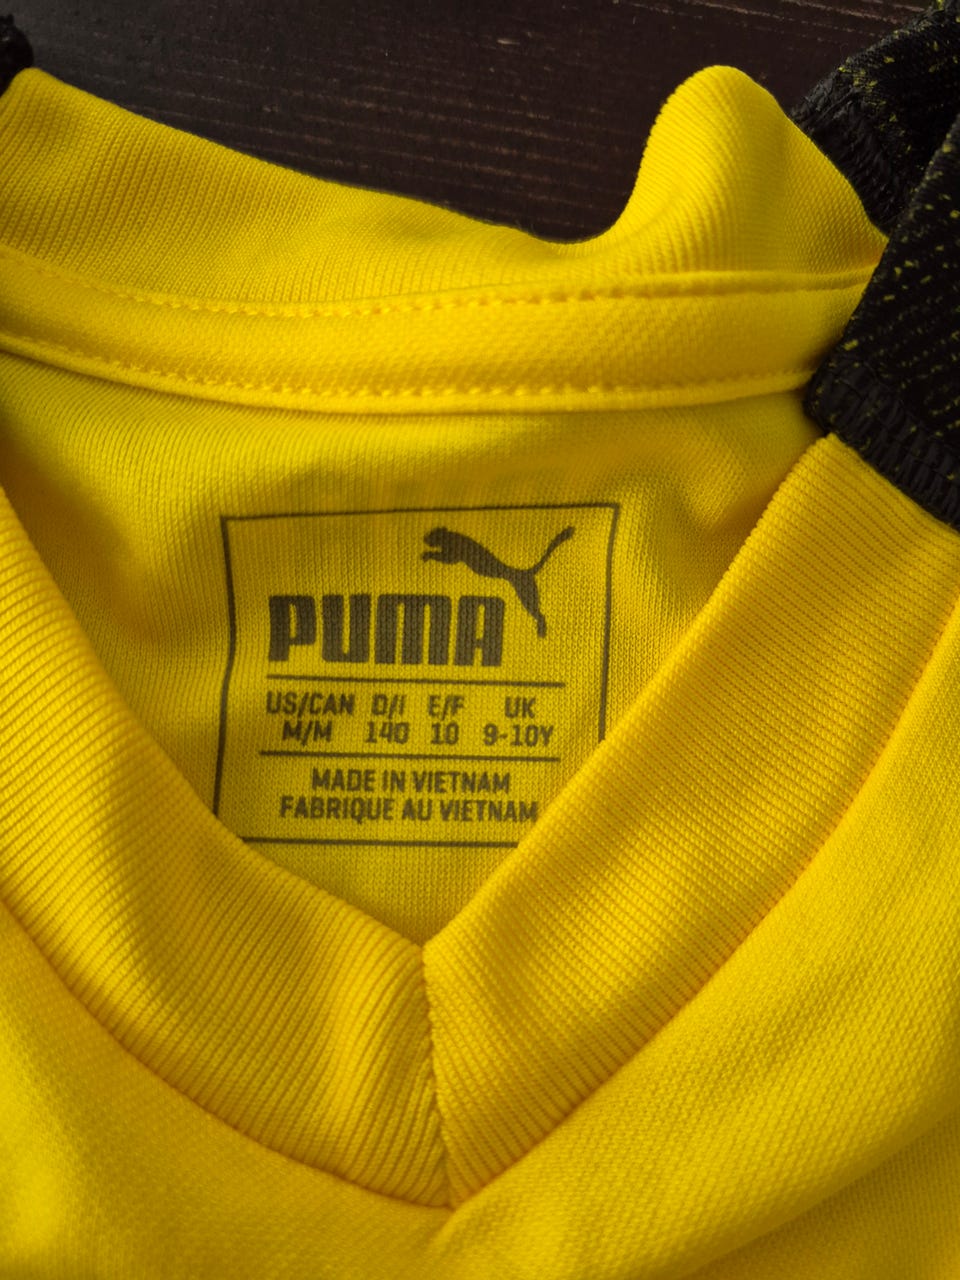 PUMA
US/CAN D/I E/F UK
M/M 140 10 9-10Y
MADE IN VIETNAM
FABRIQUE AU VIETNAM